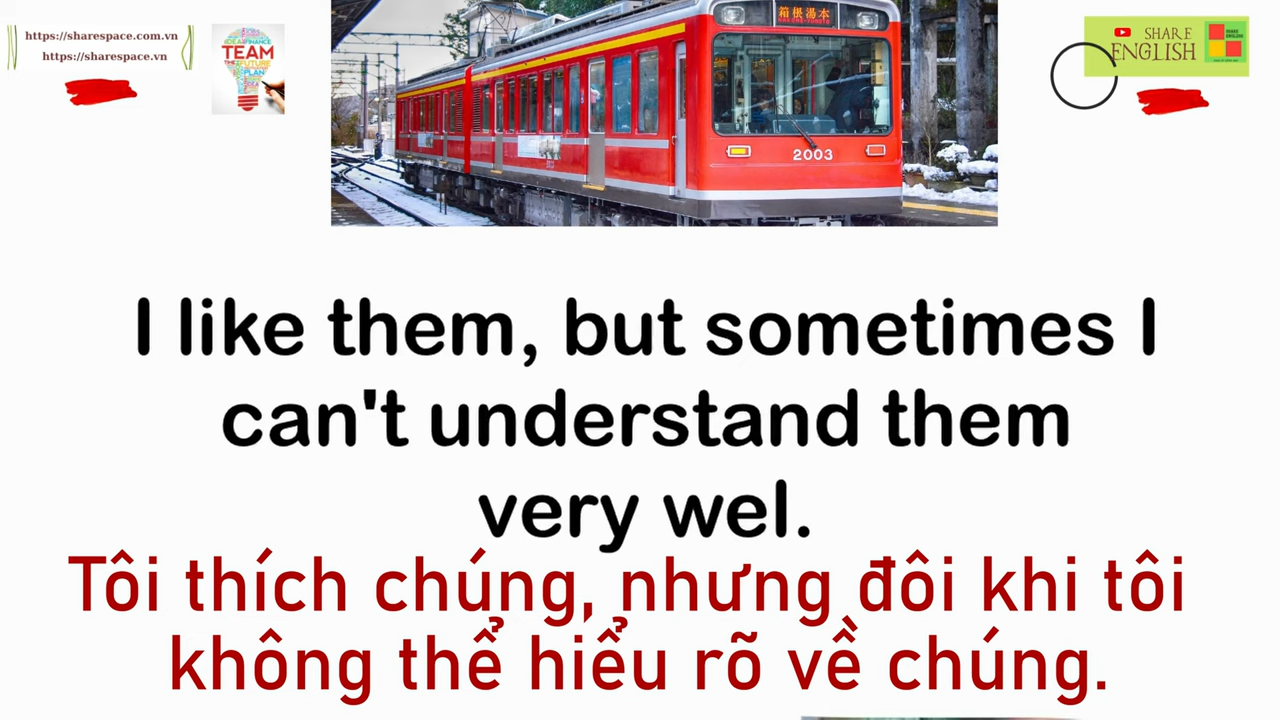 https://sharespace.com.vn
https://sharespace.vn
TEAM
PLAN
箱根湯本
HAKONE-YUMOTO
2003
SHARE
ENGLISH
I like them, but sometimes I
can't understand them
very wel.
Tôi thích chúng, nhưng đôi khi tôi
không thể hiểu rõ về chúng.